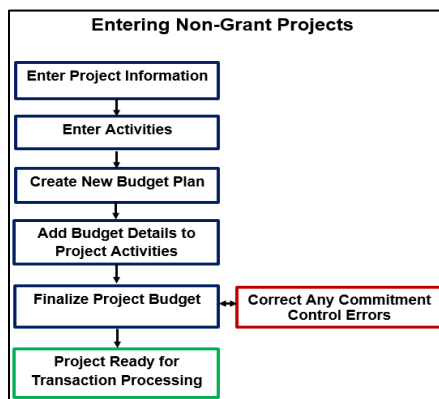 Entering Non-Grant Projects
Enter Project Information
Enter Activities
Create New Budget Plan
Add Budget Details to
Project Activities
Finalize Project Budget
Correct Any Commitment
Control Errors
Project Ready for
Transaction Processing